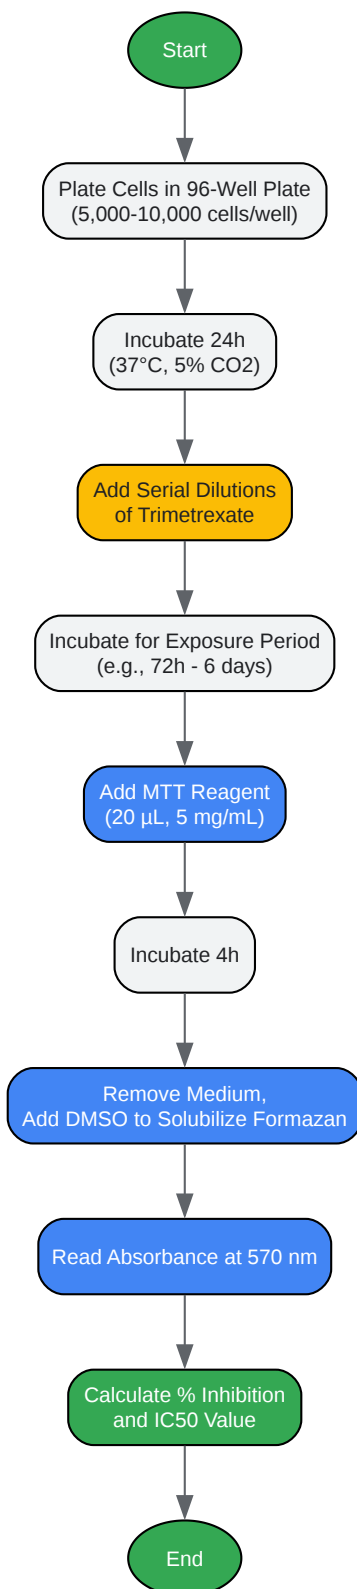 Start
Plate Cells in 96-Well Plate
(5,000-10,000 cells/well)
Incubate 24h
(37°C, 5% CO2)
Add Serial Dilutions
of Trimetrexate
Incubate for Exposure Period
(e.g., 72h - 6 days)
Add MTT Reagent
(20 µL, 5 mg/mL)
Incubate 4h
Remove Medium,
Add DMSO to Solubilize Formazan
Read Absorbance at 570 nm
Calculate % Inhibition
and IC50 Value
End